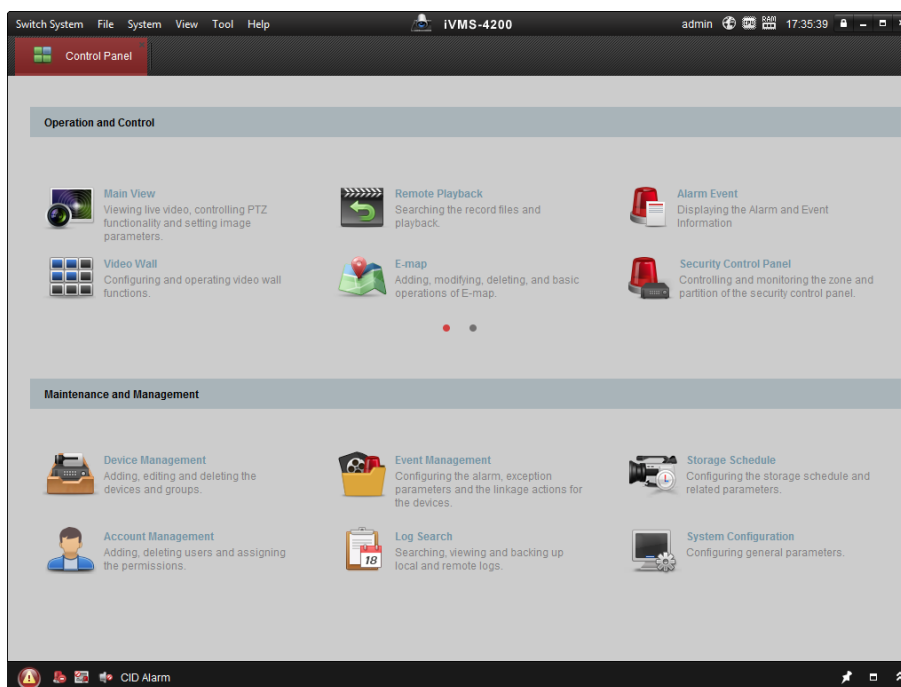 Switch System File System View Tool Help iVMS-4200 admin CPU RAM 17:35:39
Control Panel
Operation and Control
Main View
Viewing live video, controlling PTZ
functionality and setting image
parameters.
Remote Playback
Searching the record files and
playback.
Alarm Event
Displaying the Alarm and Event
Information
Video Wall
Configuring and operating video wall
functions.
E-map
Adding, modifying, deleting, and basic
operations of E-map.
Security Control Panel
Controlling and monitoring the zone and
partition of the security control panel.
Maintenance and Management
Device Management
Adding, editing and deleting the
devices and groups.
Event Management
Configuring the alarm, exception
parameters and the linkage actions for
the devices.
Storage Schedule
Configuring the storage schedule and
related parameters.
Account Management
Adding, deleting users and assigning
the permissions.
18
Log Search
Searching, viewing and backing up
local and remote logs.
System Configuration
Configuring general parameters.
CID Alarm